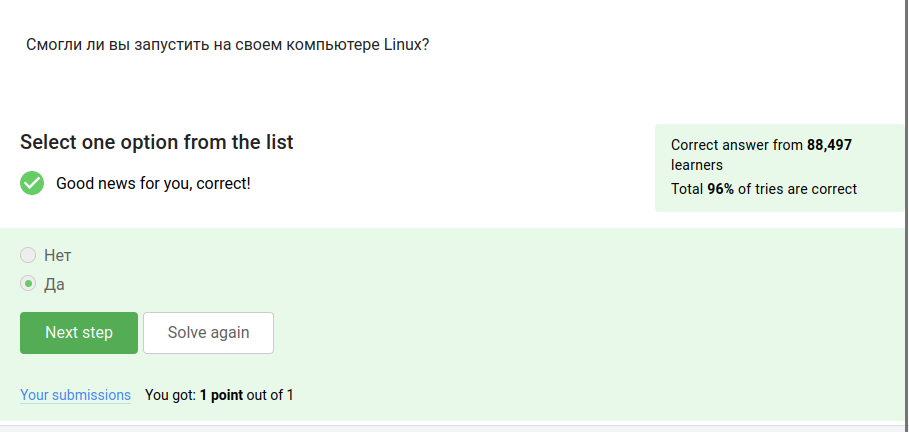 Смогли ли вы запустить на своем компьютере Linux?
Select one option from the list
Good news for you, correct!
Correct answer from 88,497
learners
Total 96% of tries are correct
Нет
Да
Next step
Solve again
Your submissions
You got: 1 point out of 1